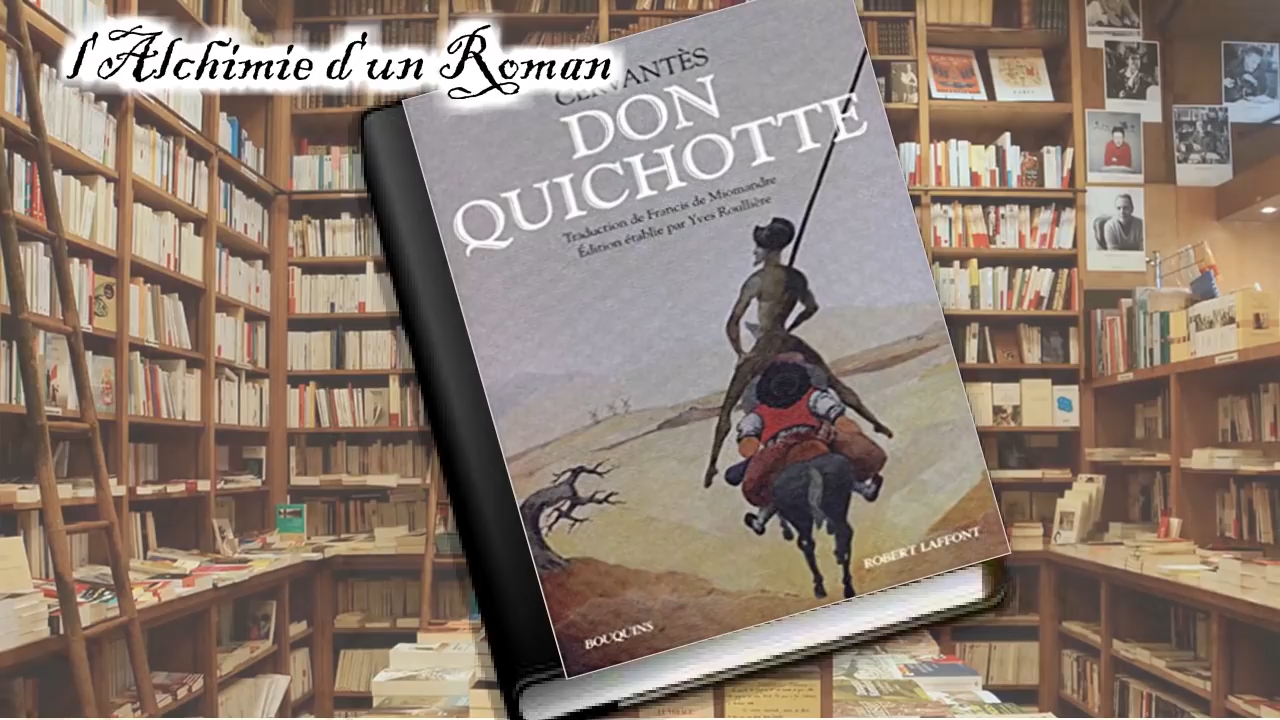 l'Alchimie d'un Roman
CERVANTÈS
DON
QUICHOTTE
Traduction de Francis de Miomandre
Édition établie par Yves Roullière
ROBERT LAFFONT
BOUQUINS